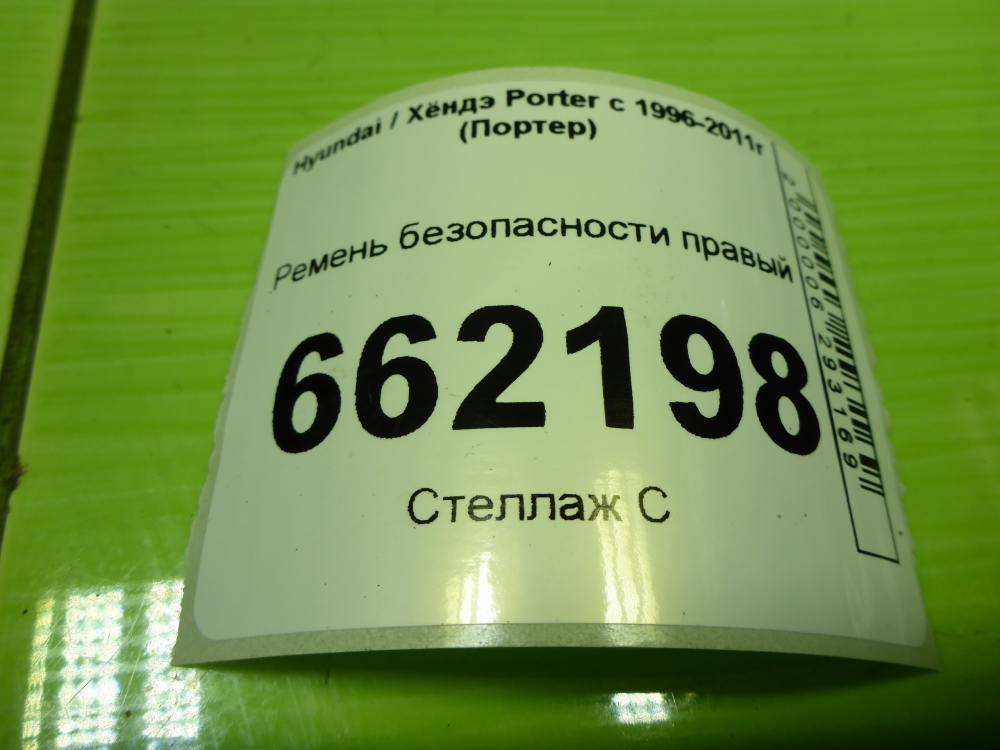 Hyundai / Хёндэ Porter с 1996-2011г
(Портер)
Ремень безопасности правый
662198
Стеллаж С
2000006293169